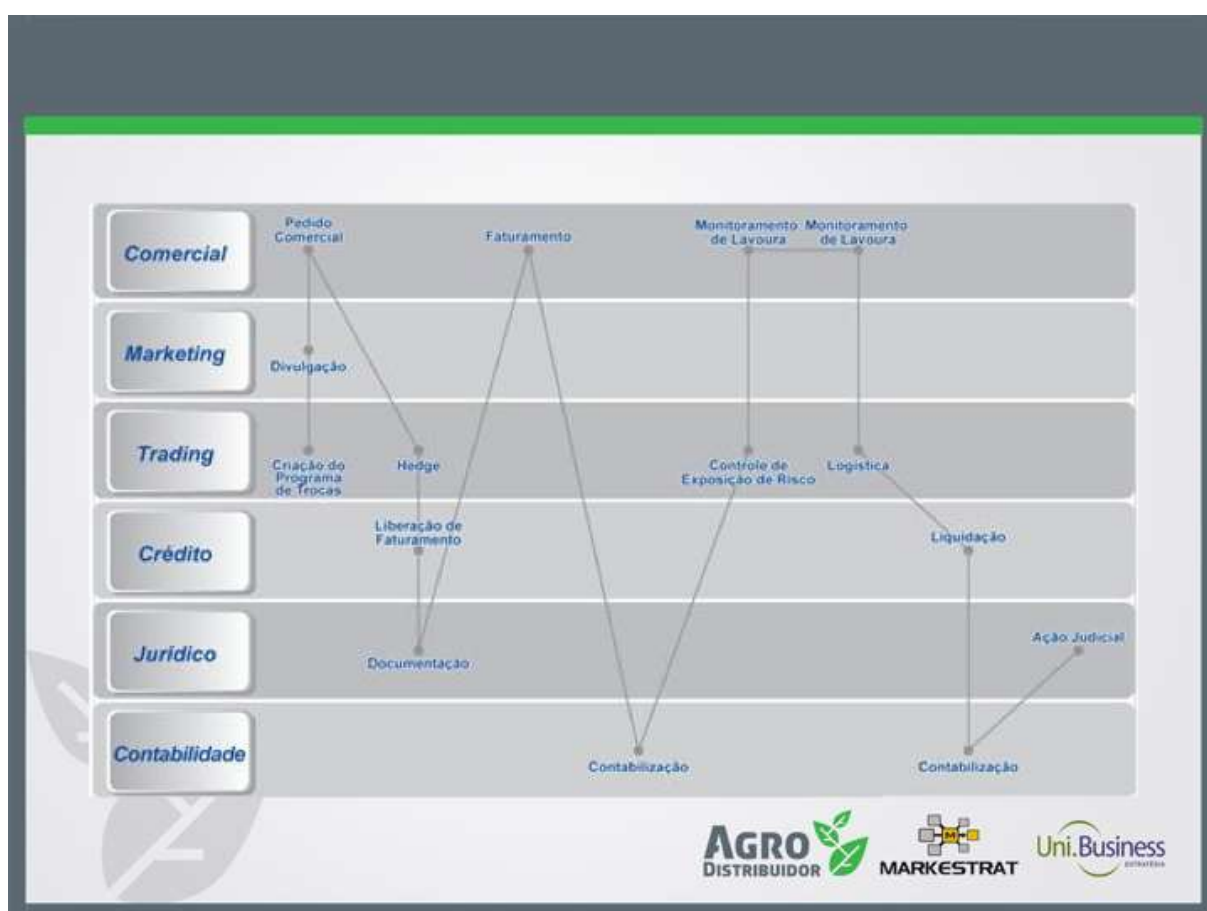 Comercial
Pedido
Comercial
Faturamento
Monitoramento
de Lavoura
Monitoramento
de Lavoura
Marketing
Divulgação
Trading
Criação do
Programa
de Trocas
Hedge
Controle de
Exposição de Risco
Logística
Crédito
Liberação de
Faturamento
Liquidação
Jurídico
Documentação
Ação Judicial
Contabilidade
Contabilização
Contabilização
AGRO
DISTRIBUIDOR
M
MARKESTRAT
Uni.Business
ESTRATÉGIA